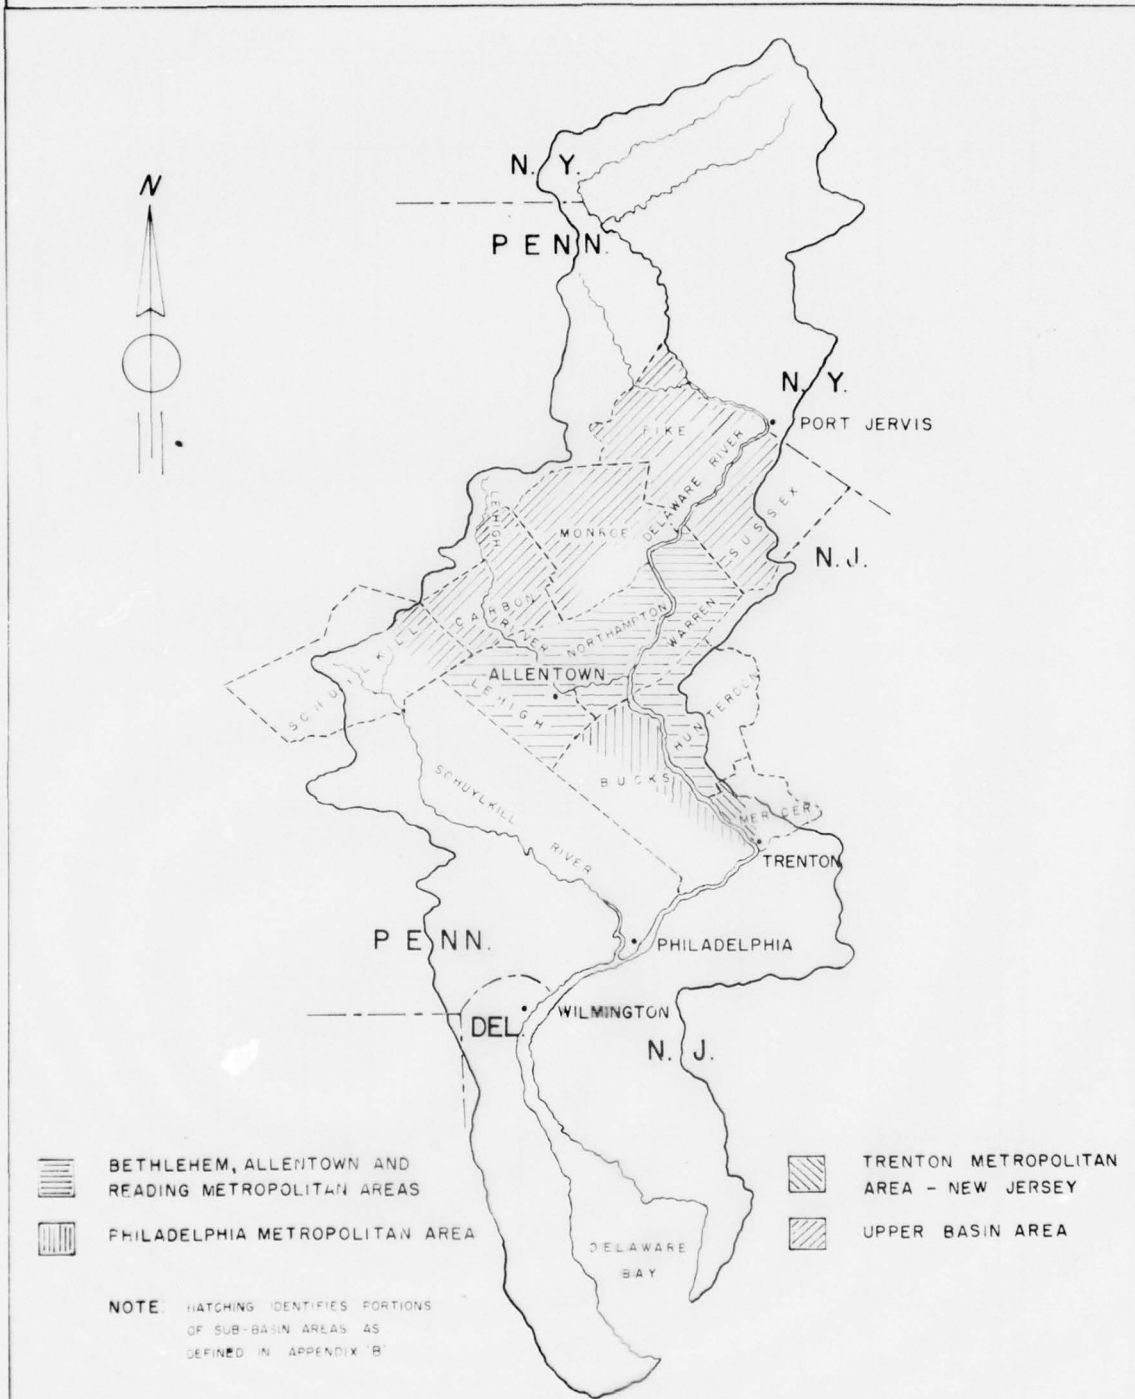 N
N. Y.
PENN.
N. Y.
PORT JERVIS
PIKE
DELAWARE RIVER
LEHIGH
MONROE
SUSSEX
N. J.
CARBON
RIVER
NORTHAMPTON
WARREN
SCHUYLKILL
ALLENTOWN
LEHIGH
HUNTERDON
BUCKS
SCHUYLKILL
RIVER
MERCER
TRENTON
PENN.
PHILADELPHIA
WILMINGTON
DEL.
N. J.
BETHLEHEM, ALLENTOWN AND
READING METROPOLITAN AREAS
PHILADELPHIA METROPOLITAN AREA
TRENTON METROPOLITAN
AREA - NEW JERSEY
UPPER BASIN AREA
DELAWARE
BAY
NOTE: HATCHING IDENTIFIES PORTIONS
OF SUB-BASIN AREAS AS
DEFINED IN APPENDIX 'B'